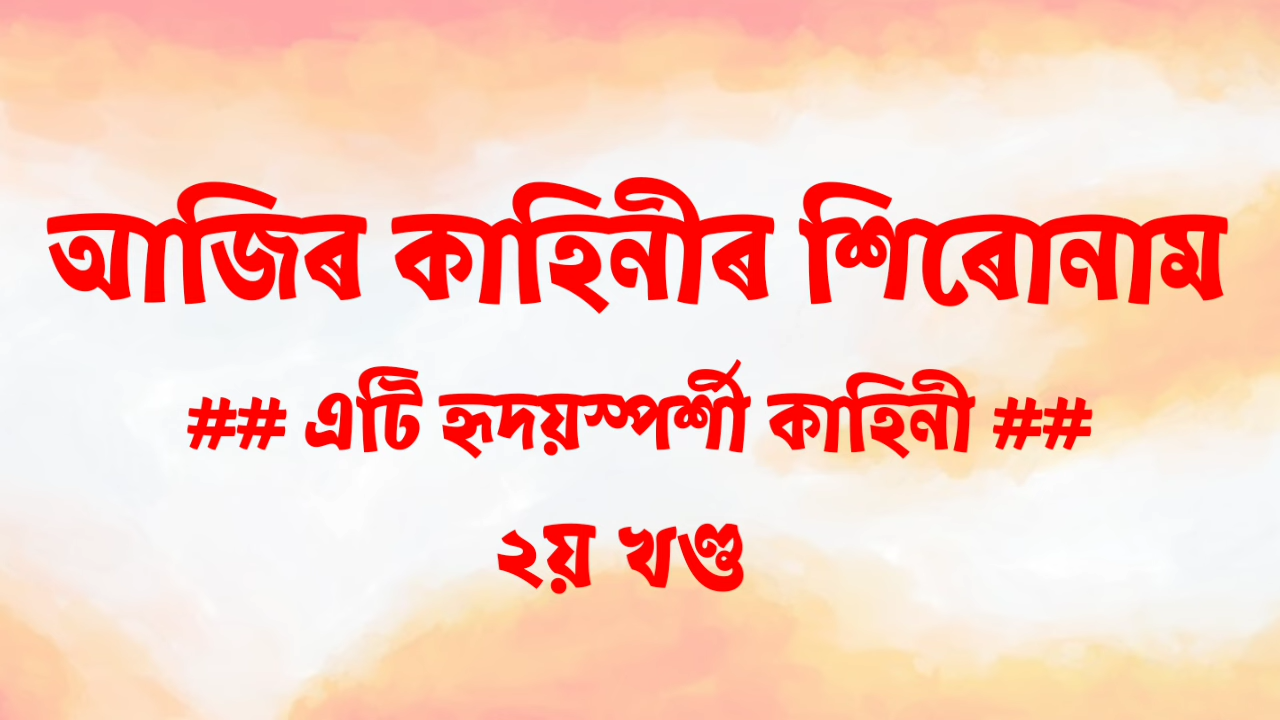 আজিৰ কাহিনীৰ শিৰোনাম
## এটি হৃদয়স্পৰ্শী কাহিনী ##
২য় খণ্ড